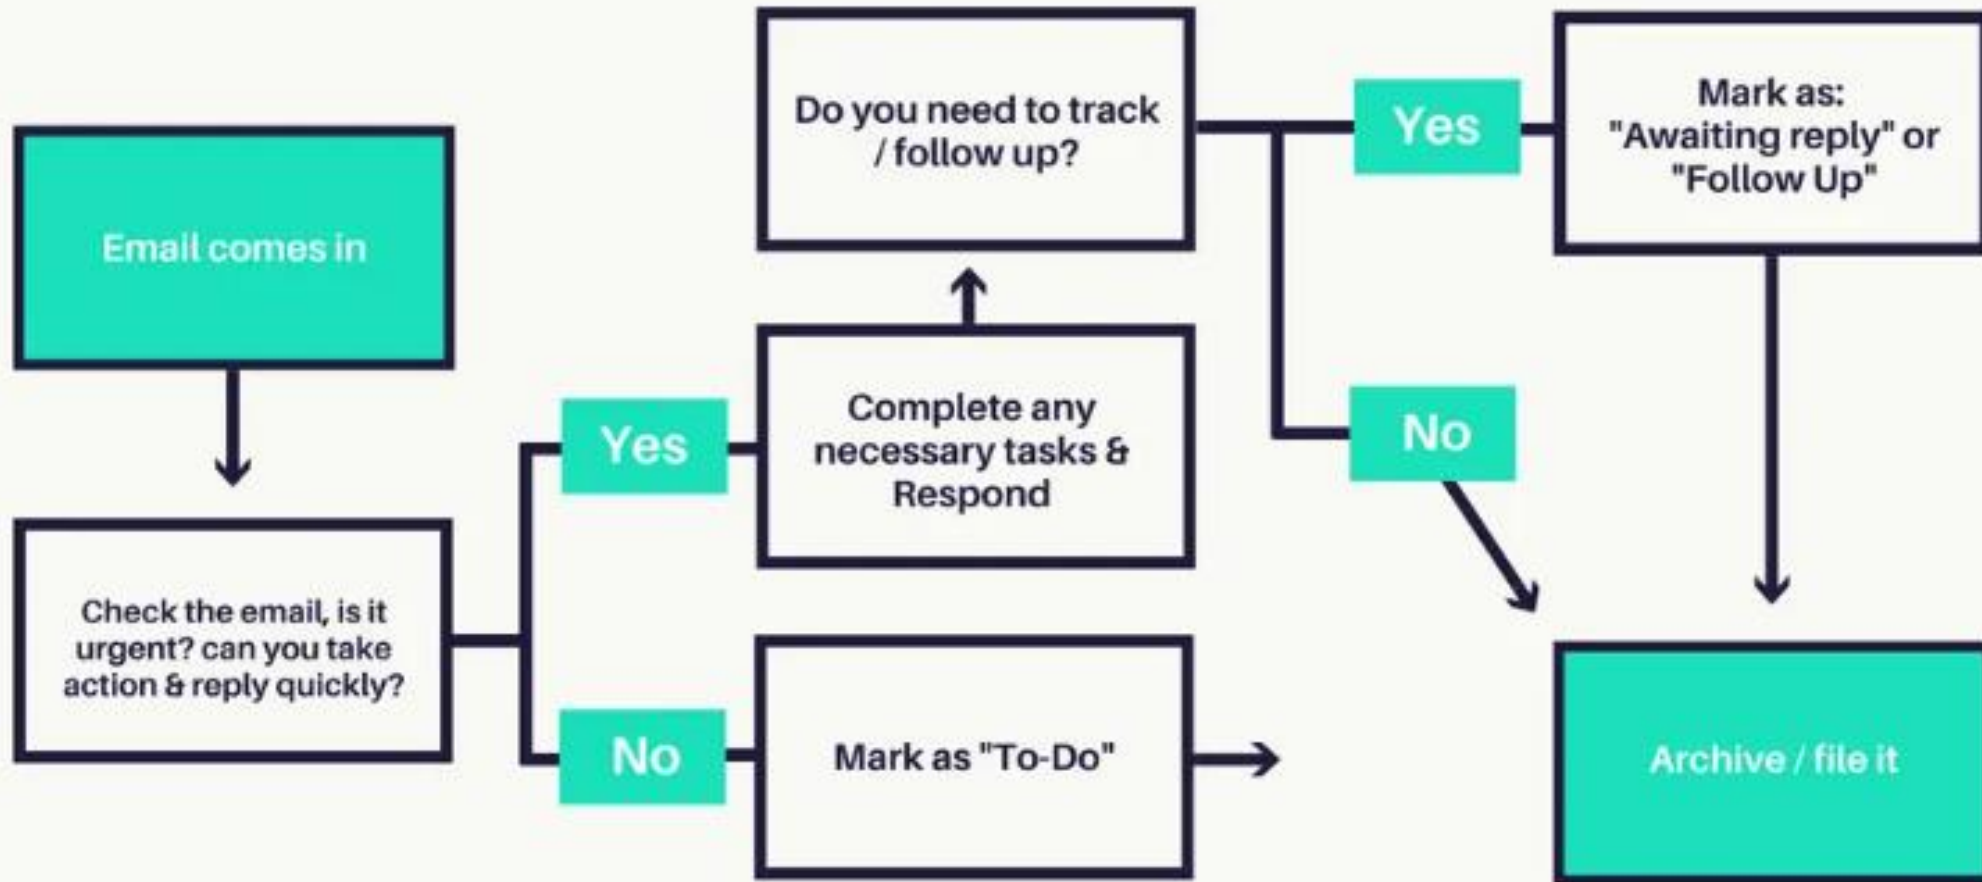 Email comes in
Check the email, is it
urgent? can you take
action & reply quickly?
Yes
Complete any
necessary tasks &
Respond
Do you need to track
/ follow up?
Yes
Mark as:
"Awaiting reply" or
"Follow Up"
No
No
Mark as "To-Do"
Archive / file it